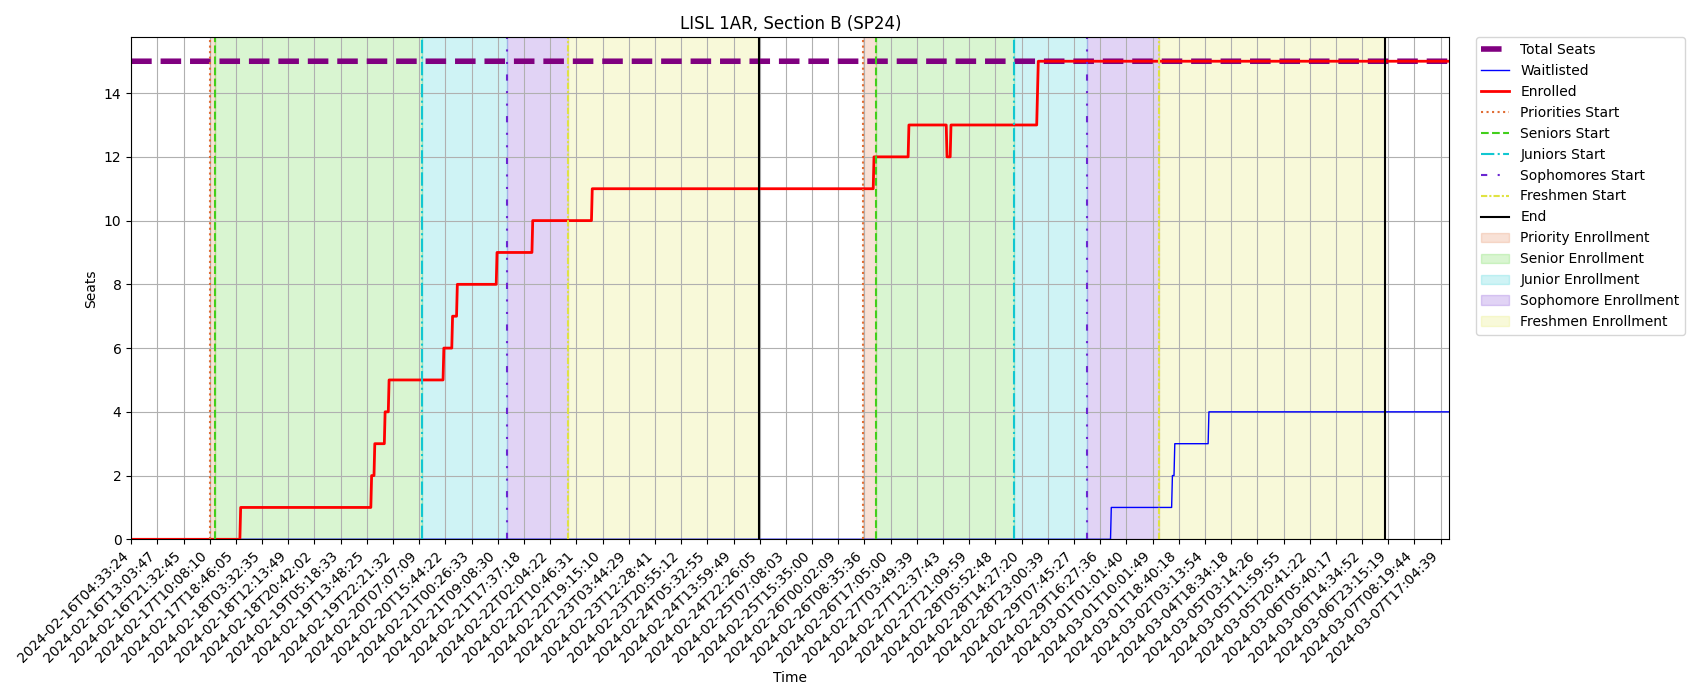 LISL 1AR, Section B (SP24)
Total Seats
Waitlisted
Enrolled
Priorities Start
Seniors Start
Juniors Start
Sophomores Start
Freshmen Start
End
Priority Enrollment
Senior Enrollment
Junior Enrollment
Sophomore Enrollment
Freshmen Enrollment
Seats
14
12
10
8
6
4
2
0
2024-02-16T04:33:24
2024-02-16T13:03:47
2024-02-16T21:32:45
2024-02-17T10:08:10
2024-02-17T18:46:05
2024-02-18T03:32:35
2024-02-18T12:13:49
2024-02-18T20:42:02
2024-02-19T05:18:33
2024-02-19T13:48:25
2024-02-19T22:21:32
2024-02-20T07:07:09
2024-02-20T15:44:22
2024-02-21T00:26:33
2024-02-21T09:08:30
2024-02-21T17:37:18
2024-02-22T02:04:22
2024-02-22T10:46:31
2024-02-22T19:15:10
2024-02-23T03:44:29
2024-02-23T12:28:41
2024-02-23T20:55:12
2024-02-24T05:32:55
2024-02-24T13:59:49
2024-02-24T22:26:05
2024-02-25T07:08:03
2024-02-25T15:35:00
2024-02-26T00:02:09
2024-02-26T08:35:36
2024-02-26T17:05:00
2024-02-27T03:49:39
2024-02-27T12:37:43
2024-02-27T21:09:59
2024-02-28T05:52:48
2024-02-28T14:27:20
2024-02-28T23:00:39
2024-02-29T07:45:27
2024-02-29T16:27:36
2024-03-01T01:01:40
2024-03-01T10:01:49
2024-03-01T18:40:18
2024-03-02T03:13:54
2024-03-04T18:34:18
2024-03-05T03:14:26
2024-03-05T11:59:55
2024-03-05T20:41:22
2024-03-06T05:40:17
2024-03-06T14:34:52
2024-03-06T23:15:19
2024-03-07T08:19:44
2024-03-07T17:04:39
Time